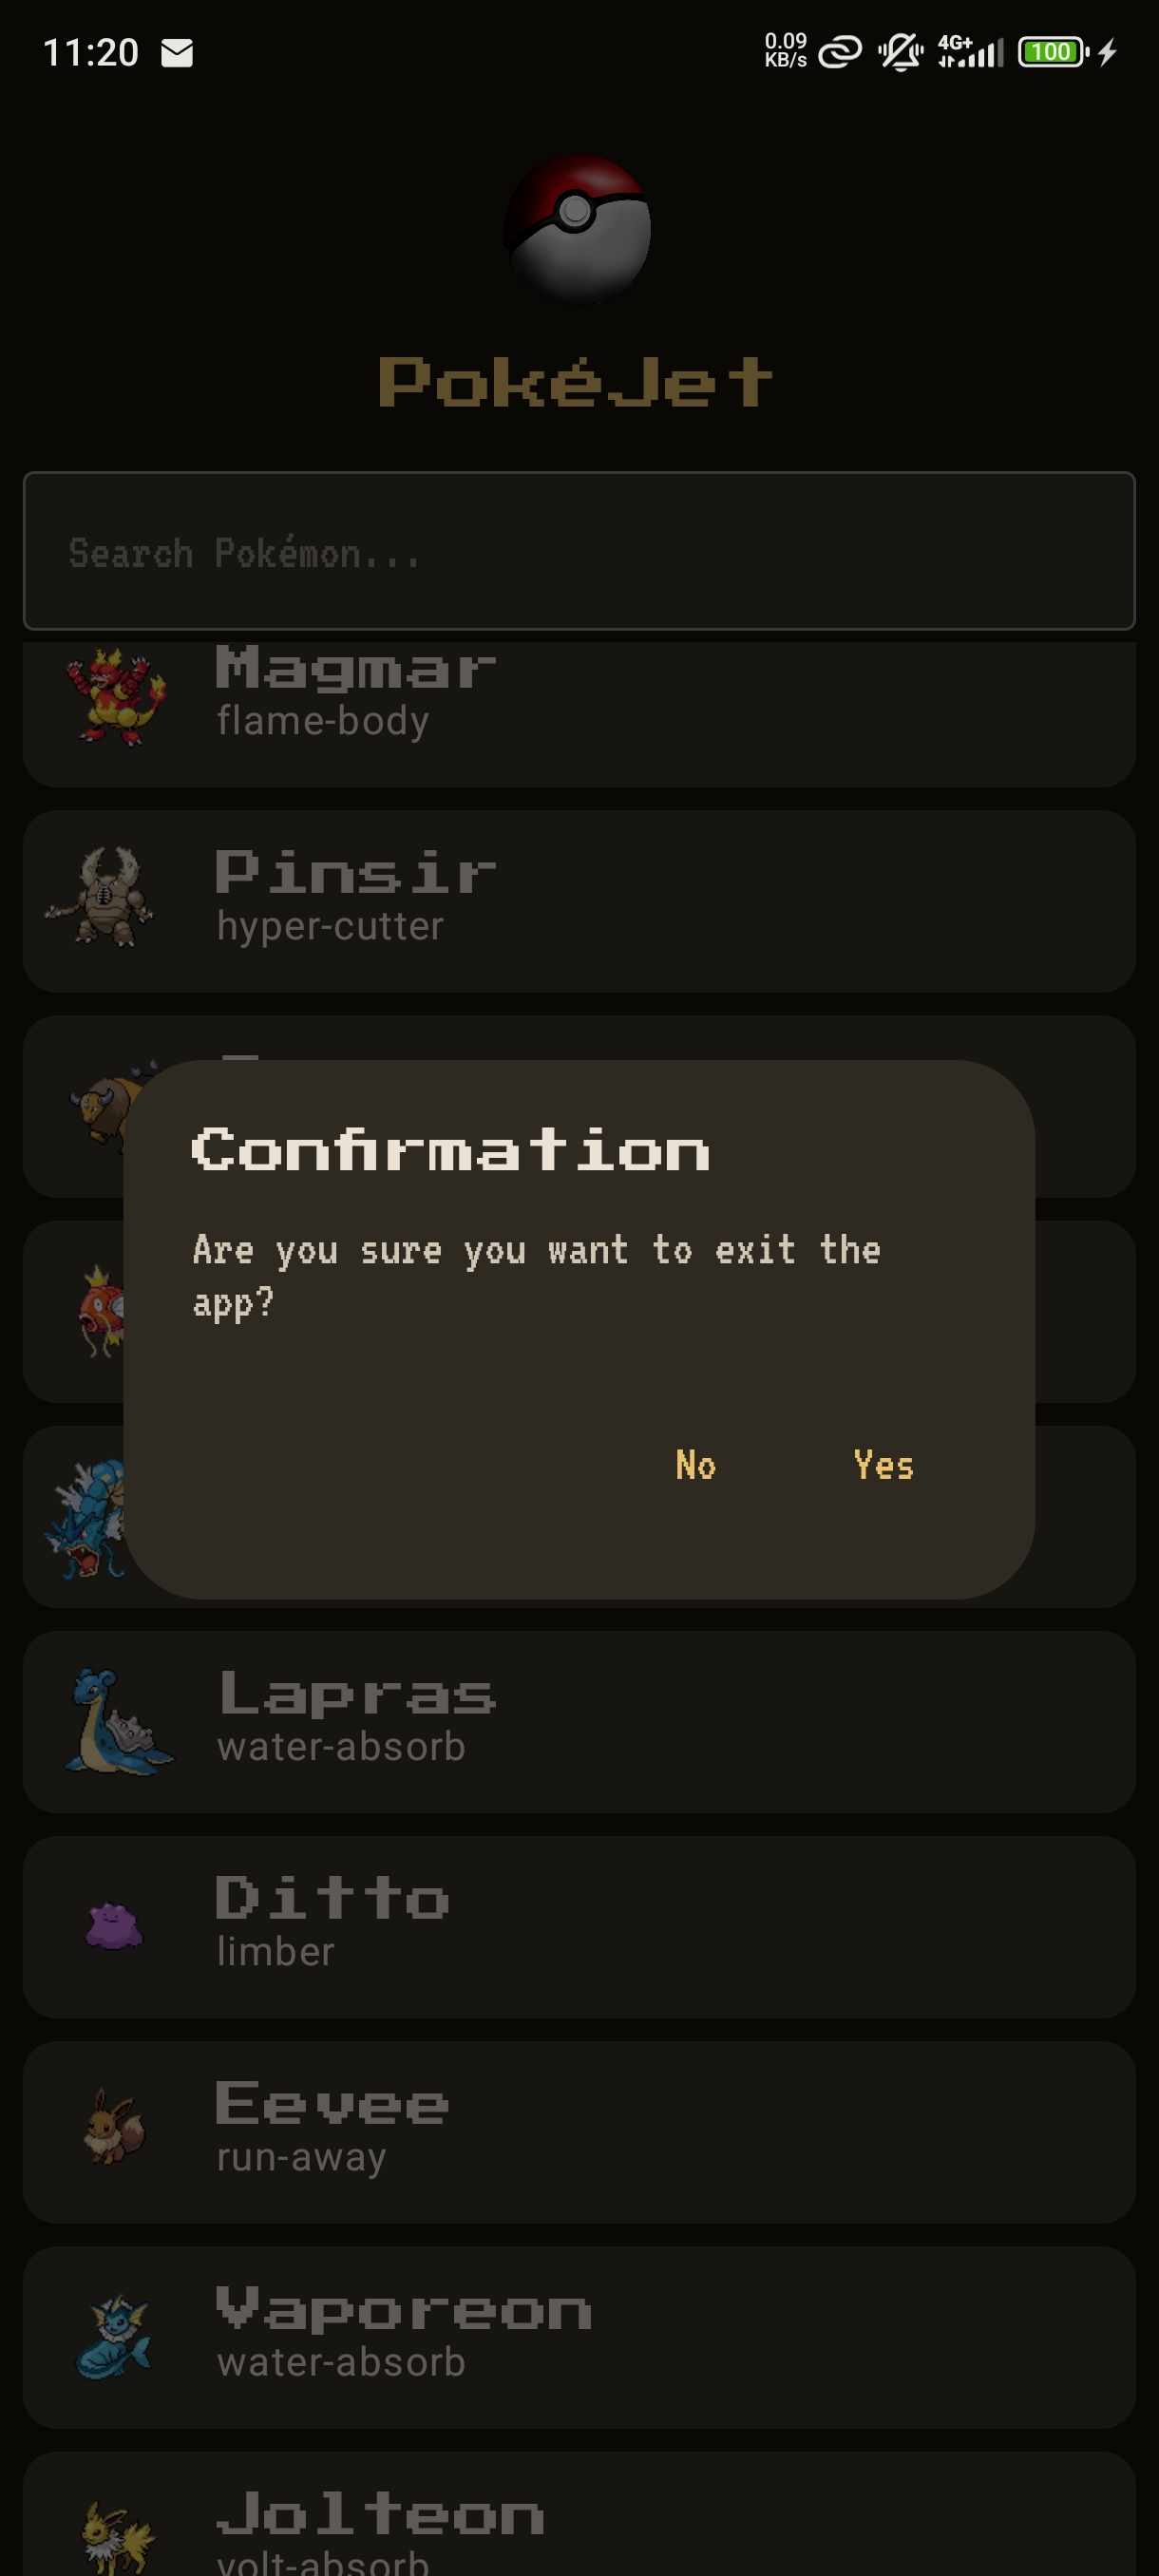 11:20
0.09
KB/s
4G+
100
PokéJet
Search Pokémon...
Magmar
flame-body
Pinsir
hyper-cutter
Confirmation
Are you sure you want to exit the
app?
No Yes
Lapras
water-absorb
Ditto
limber
Eevee
run-away
Vaporeon
water-absorb
Jolteon
volt-absorb